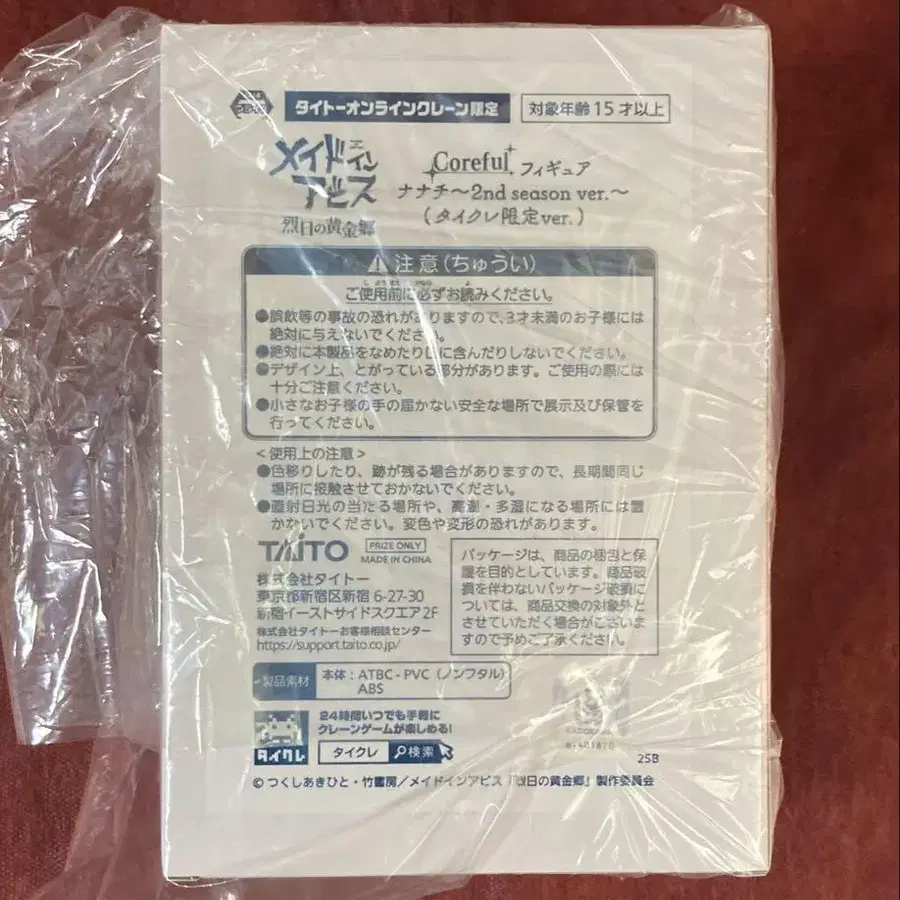 タイトーオンラインクレーン限定
対象年齢15才以上
メイドインアビス
烈日の黄金郷
Coreful フィギュア
ナナチ〜2nd season ver.〜
(タイクレ限定ver.)
注意(ちゅうい)
ご使用前に必ずお読みください。
●誤飲等の事故の恐れがありますので、3才未満のお子様には
絶対に与えないでください。
●絶対に本製品をなめたり口に含んだりしないでください。
●デザイン上、とがっている部分があります。ご使用の際には
十分ご注意ください。
●小さなお子様の手の届かない安全な場所で展示及び保管を
行ってください。
<使用上の注意>
●色移りしたり、跡が残る場合がありますので、長期間同じ
場所に接触させておかないでください。
●直射日光の当たる場所や、高温・多湿になる場所には置
かないでください。変色や変形の恐れがあります。
TAITO
PRIZE ONLY
MADE IN CHINA
株式会社タイトー
東京都新宿区新宿 6-27-30
新宿イーストサイドスクエア 2F
株式会社タイトーお客様相談センター
https://support.taito.co.jp/
パッケージは、商品の梱包と保
護を目的としています。商品破
損を伴わないパッケージ破損に
ついては、商品交換の対象外と
させていただく場合がございま
すので予めご了承ください。
製品素材
本体:ATBC-PVC(ノンフタル)
ABS
24時間いつでも手軽に
クレーンゲームが楽しめる!
タイクレ
タイクレ 検索
KADOKAWA
25B
©つくしあきひと・竹書房/メイドインアビス「烈日の黄金郷」製作委員会